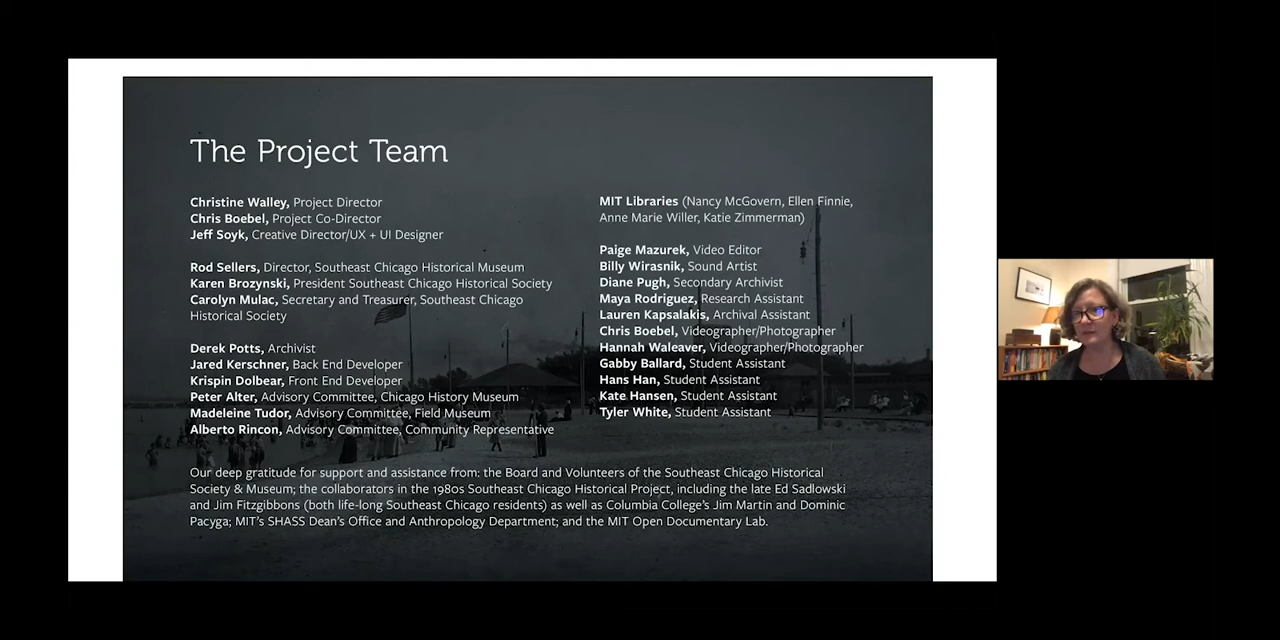 The Project Team
Christine Walley, Project Director
Chris Boebel, Project Co-Director
Jeff Soyk, Creative Director/UX + UI Designer
Rod Sellers, Director, Southeast Chicago Historical Museum
Karen Brozynski, President Southeast Chicago Historical Society
Carolyn Mulac, Secretary and Treasurer, Southeast Chicago
Historical Society
Derek Potts, Archivist
Jared Kerschner, Back End Developer
Krispin Dolbear, Front End Developer
Peter Alter, Advisory Committee, Chicago History Museum
Madeleine Tudor, Advisory Committee, Field Museum
Alberto Rincon, Advisory Committee, Community Representative
MIT Libraries (Nancy McGovern, Ellen Finnie,
Anne Marie Willer, Katie Zimmerman)
Paige Mazurek, Video Editor
Billy Wirasnik, Sound Artist
Diane Pugh, Secondary Archivist
Maya Rodriguez, Research Assistant
Lauren Kapsalakis, Archival Assistant
Chris Boebel, Videographer/Photographer
Hannah Waleaver, Videographer/Photographer
Gabby Ballard, Student Assistant
Hans Han, Student Assistant
Kate Hansen, Student Assistant
Tyler White, Student Assistant
Our deep gratitude for support and assistance from: the Board and Volunteers of the Southeast Chicago Historical
Society & Museum; the collaborators in the 1980s Southeast Chicago Historical Project, including the late Ed Sadlowski
and Jim Fitzgibbons (both life-long Southeast Chicago residents) as well as Columbia College's Jim Martin and Dominic
Pacyga; MIT's SHASS Dean's Office and Anthropology Department; and the MIT Open Documentary Lab.